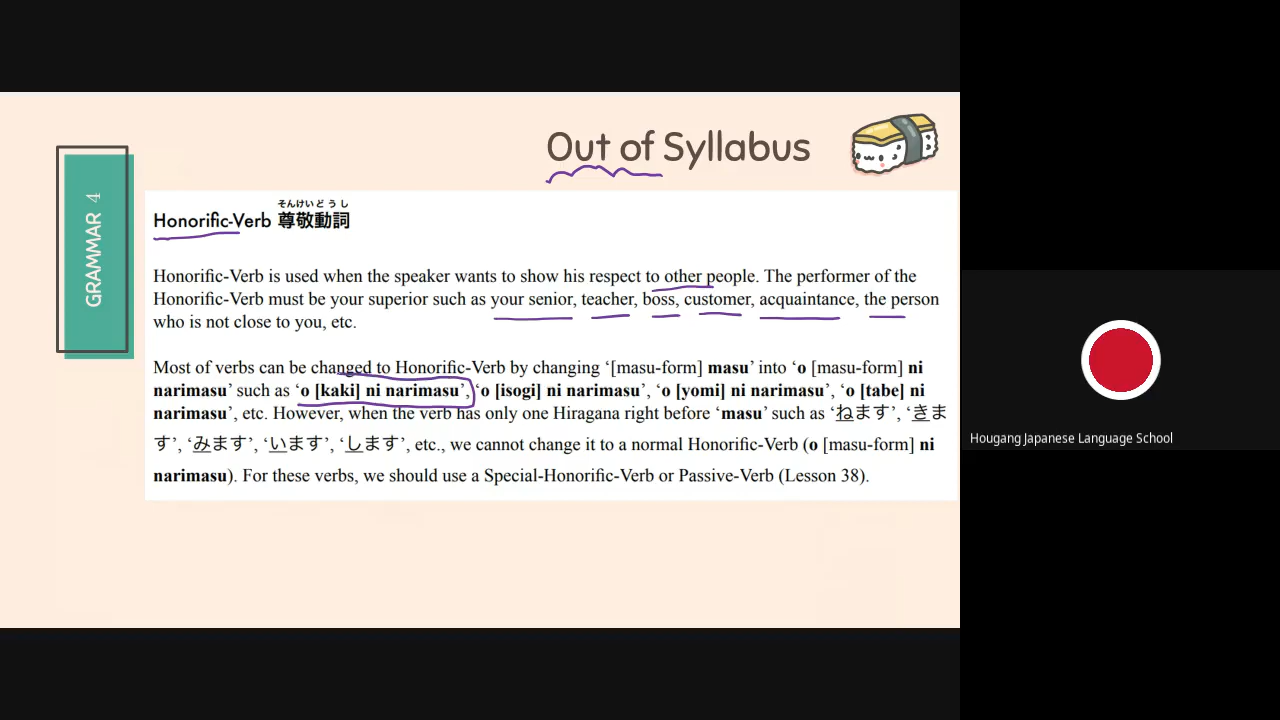 Out of Syllabus
GRAMMAR 4
そんけいどうし
Honorific-Verb 尊敬動詞
Honorific-Verb is used when the speaker wants to show his respect to other people. The performer of the
Honorific-Verb must be your superior such as your senior, teacher, boss, customer, acquaintance, the person
who is not close to you, etc.
Most of verbs can be changed to Honorific-Verb by changing ‘[masu-form] masu’ into ‘o [masu-form] ni
narimasu’ such as ‘o [kaki] ni narimasu’, ‘o [isogi] ni narimasu’, ‘o [yomi] ni narimasu’, ‘o [tabe] ni
narimasu’, etc. However, when the verb has only one Hiragana right before ‘masu’ such as ‘ねます’, ‘きま
す’, ‘みます’, ‘います’, ‘します’, etc., we cannot change it to a normal Honorific-Verb (o [masu-form] ni
narimasu). For these verbs, we should use a Special-Honorific-Verb or Passive-Verb (Lesson 38).
Hougang Japanese Language School